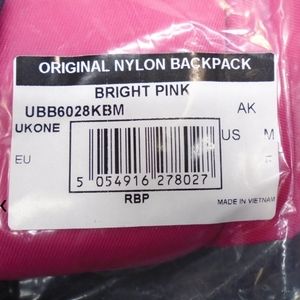 ORIGINAL NYLON BACKPACK
BRIGHT PINK
UBB6028KBM AK
UKONE US M
EU F
5 054916 278027
RBP MADE IN VIETNAM